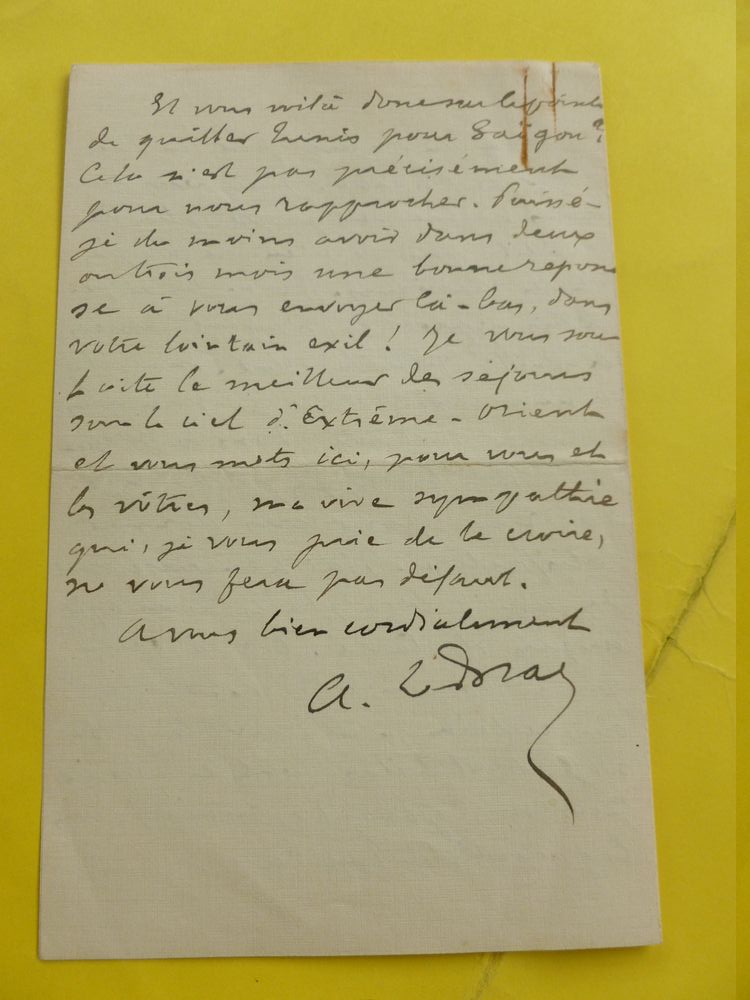 Et vous voilà donc sur le point
de quitter Tunis pour Saïgon ?
Cela n'est pas précisément
pour nous rapprocher. Puissé-
je du moins avoir dans deux
ou trois mois une bonne répon
se à vous envoyer là-bas, dans
votre lointain exil ! Je vous sou
haite le meilleur des séjours
sous le ciel d'Extrême-Orient
et vous mets ici, pour vous et
les vôtres, ma vive sympathie
qui, je vous prie de le croire,
ne vous fera pas défaut.
A vous bien cordialement
A.